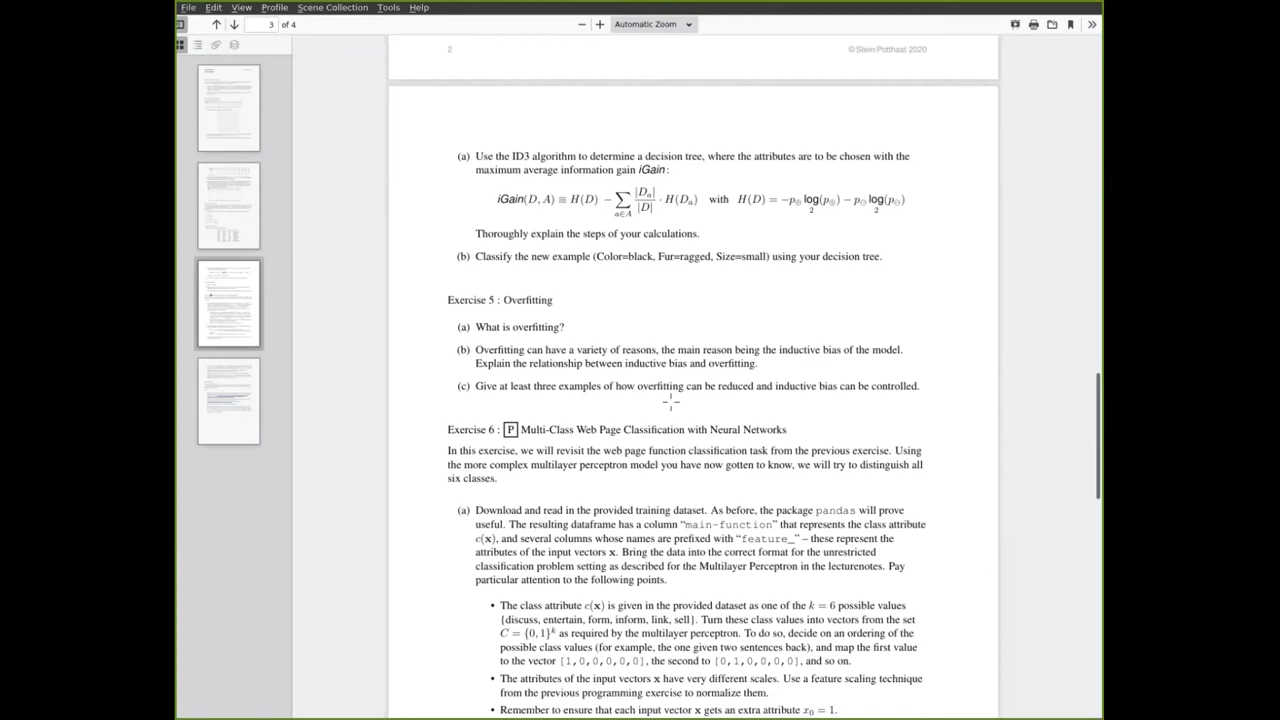 File Edit View Profile Scene Collection Tools Help
3 of 4 Automatic Zoom
2 © Stein/Potthast 2020
(a) Use the ID3 algorithm to determine a decision tree, where the attributes are to be chosen with the
maximum average information gain iGain:
iGain(D, A) ≡ H(D) − ∑_{a∈A} |D_a|/|D| · H(D_a) with H(D) = −p⊕ log₂(p⊕) − p⊖ log₂(p⊖)
Thoroughly explain the steps of your calculations.
(b) Classify the new example (Color=black, Fur=ragged, Size=small) using your decision tree.
Exercise 5 : Overfitting
(a) What is overfitting?
(b) Overfitting can have a variety of reasons, the main reason being the inductive bias of the model.
Explain the relationship between inductive bias and overfitting.
(c) Give at least three examples of how overfitting can be reduced and inductive bias can be controlled.
Exercise 6 : P Multi-Class Web Page Classification with Neural Networks
In this exercise, we will revisit the web page function classification task from the previous exercise. Using
the more complex multilayer perceptron model you have now gotten to know, we will try to distinguish all
six classes.
(a) Download and read in the provided training dataset. As before, the package pandas will prove
useful. The resulting dataframe has a column “main-function” that represents the class attribute
c(x), and several columns whose names are prefixed with “feature_” – these represent the
attributes of the input vectors x. Bring the data into the correct format for the unrestricted
classification problem setting as described for the Multilayer Perceptron in the lecturenotes. Pay
particular attention to the following points.
• The class attribute c(x) is given in the provided dataset as one of the k = 6 possible values
{discuss, entertain, form, inform, link, sell}. Turn these class values into vectors from the set
C = {0, 1}^k as required by the multilayer perceptron. To do so, decide on an ordering of the
possible class values (for example, the one given two sentences back), and map the first value
to the vector [1,0,0,0,0,0], the second to [0,1,0,0,0,0], and so on.
• The attributes of the input vectors x have very different scales. Use a feature scaling technique
from the previous programming exercise to normalize them.
• Remember to ensure that each input vector x gets an extra attribute x₀ = 1.